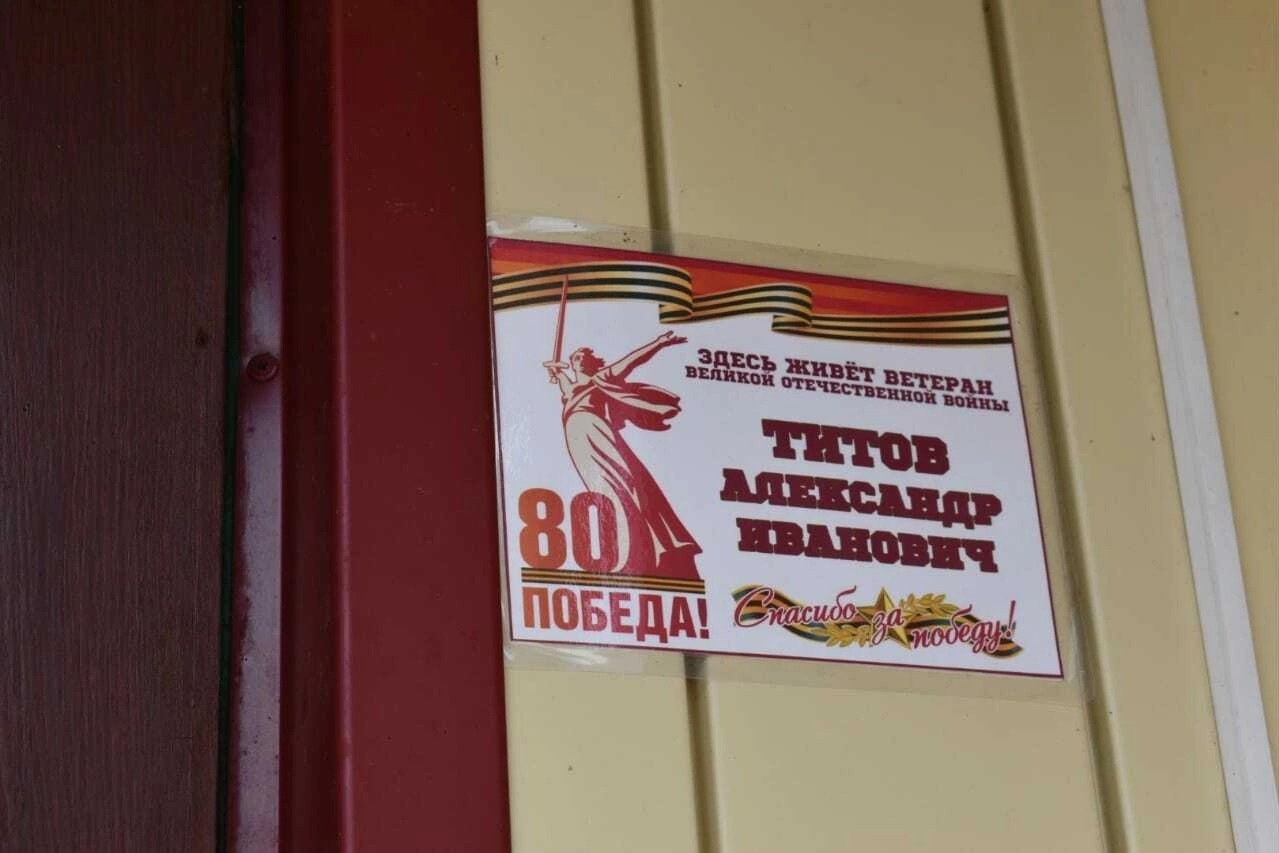 ЗДЕСЬ ЖИВЁТ ВЕТЕРАН
ВЕЛИКОЙ ОТЕЧЕСТВЕННОЙ ВОЙНЫ
ТИТОВ
АЛЕКСАНДР
ИВАНОВИЧ
80
ПОБЕДА!
Спасибо за победу!